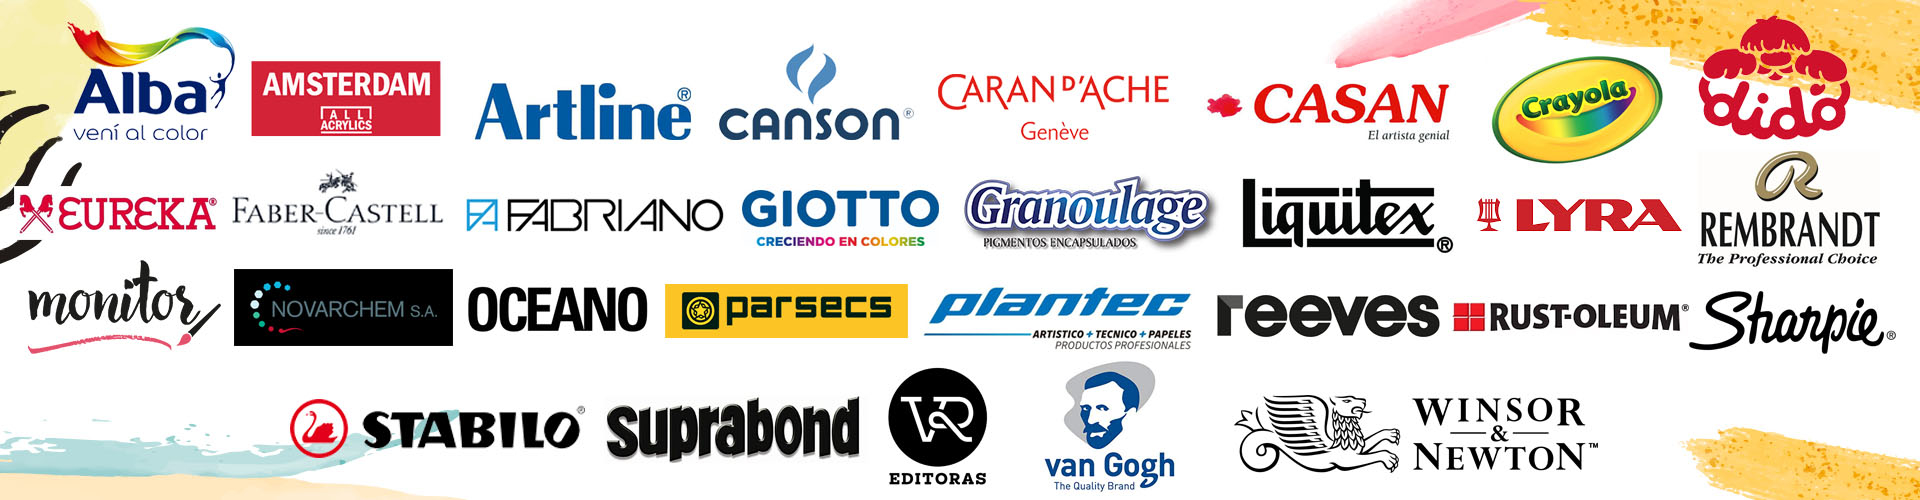 Alba
vení al color
AMSTERDAM
ALL
ACRYLICS
Artline®
CANSON®
CARAN D'ACHE
Genève
CASAN
El artista genial
Crayola
didó
EUREKA®
FABER-CASTELL
since 1761
FA FABRIANO
GIOTTO
CRECIENDO EN COLORES
Granoulage
PIGMENTOS ENCAPSULADOS
Liquitex®
LYRA
R
REMBRANDT
The Professional Choice
monitor
NOVARCHEM S.A.
OCEANO
parsecs
plantec
ARTISTICO + TECNICO + PAPELES
PRODUCTOS PROFESIONALES
reeves
RUST-OLEUM®
Sharpie®
STABILO®
suprabond
VR
EDITORAS
van Gogh
The Quality Brand
WINSOR
&
NEWTON™